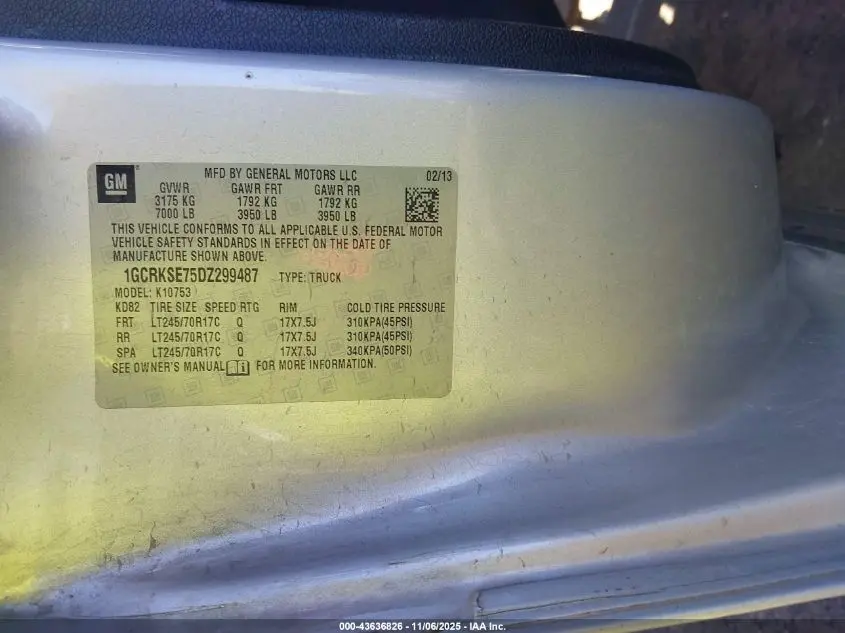 GM
MFD BY GENERAL MOTORS LLC 02/13
GVWR GAWR FRT GAWR RR
3175 KG 1792 KG 1792 KG
7000 LB 3950 LB 3950 LB
THIS VEHICLE CONFORMS TO ALL APPLICABLE U.S. FEDERAL MOTOR
VEHICLE SAFETY STANDARDS IN EFFECT ON THE DATE OF
MANUFACTURE SHOWN ABOVE.
1GCRKSE75DZ299487 TYPE: TRUCK
MODEL: K10753
KD82 TIRE SIZE SPEED RTG RIM COLD TIRE PRESSURE
FRT LT245/70R17C Q 17X7.5J 310KPA(45PSI)
RR LT245/70R17C Q 17X7.5J 310KPA(45PSI)
SPA LT245/70R17C Q 17X7.5J 340KPA(50PSI)
SEE OWNER'S MANUAL FOR MORE INFORMATION.
000-43636826 - 11/06/2025 - IAA Inc.